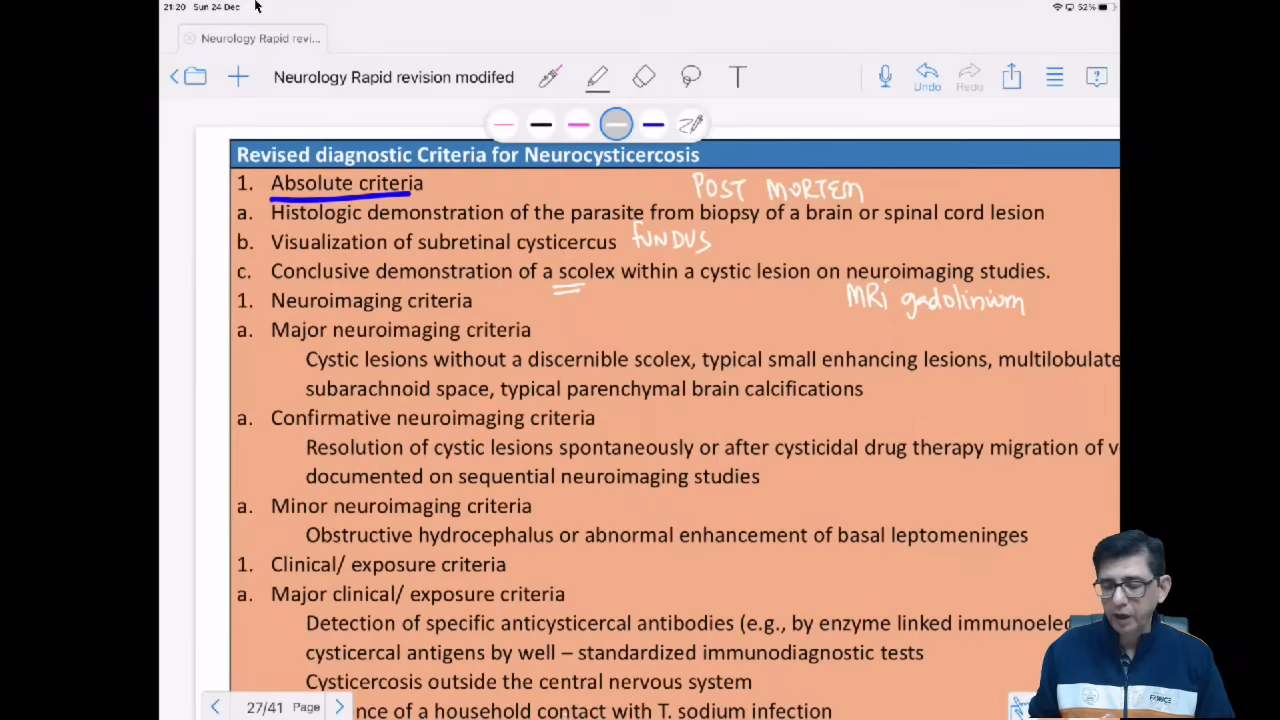 21:20 Sun 24 Dec
52%
Neurology Rapid revi...
Neurology Rapid revision modifed
T
Undo
Redo
Revised diagnostic Criteria for Neurocysticercosis
1. Absolute criteria
POST MORTEM
a. Histologic demonstration of the parasite from biopsy of a brain or spinal cord lesion
b. Visualization of subretinal cysticercus fUNDUS
c. Conclusive demonstration of a scolex within a cystic lesion on neuroimaging studies.
1. Neuroimaging criteria
MRi gadolinium
a. Major neuroimaging criteria
Cystic lesions without a discernible scolex, typical small enhancing lesions, multilobulate
subarachnoid space, typical parenchymal brain calcifications
a. Confirmative neuroimaging criteria
Resolution of cystic lesions spontaneously or after cysticidal drug therapy migration of v
documented on sequential neuroimaging studies
a. Minor neuroimaging criteria
Obstructive hydrocephalus or abnormal enhancement of basal leptomeninges
1. Clinical/ exposure criteria
a. Major clinical/ exposure criteria
Detection of specific anticysticercal antibodies (e.g., by enzyme linked immunoelec
cysticercal antigens by well – standardized immunodiagnostic tests
Cysticercosis outside the central nervous system
nce of a household contact with T. sodium infection
27/41 Page